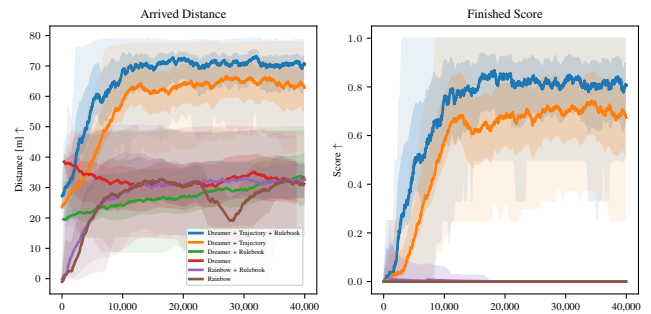 Arrived Distance
Distance [m] ↑
80
70
60
50
40
30
20
10
0
0
10,000
20,000
30,000
40,000
Dreamer + Trajectory + Rulebook
Dreamer + Trajectory
Dreamer + Rulebook
Dreamer
Rainbow + Rulebook
Rainbow
Finished Score
Score ↑
1.0
0.8
0.6
0.4
0.2
0.0
0
10,000
20,000
30,000
40,000